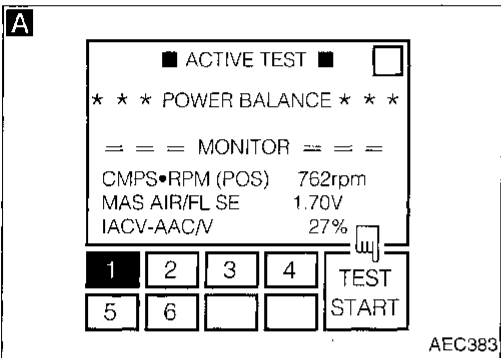 A
■ ACTIVE TEST ■
* * * POWER BALANCE * * *
= = = MONITOR = = =
CMPS•RPM (POS) 762rpm
MAS AIR/FL SE 1.70V
IACV-AAC/V 27%
1 2 3 4 TEST
5 6 START
AEC383